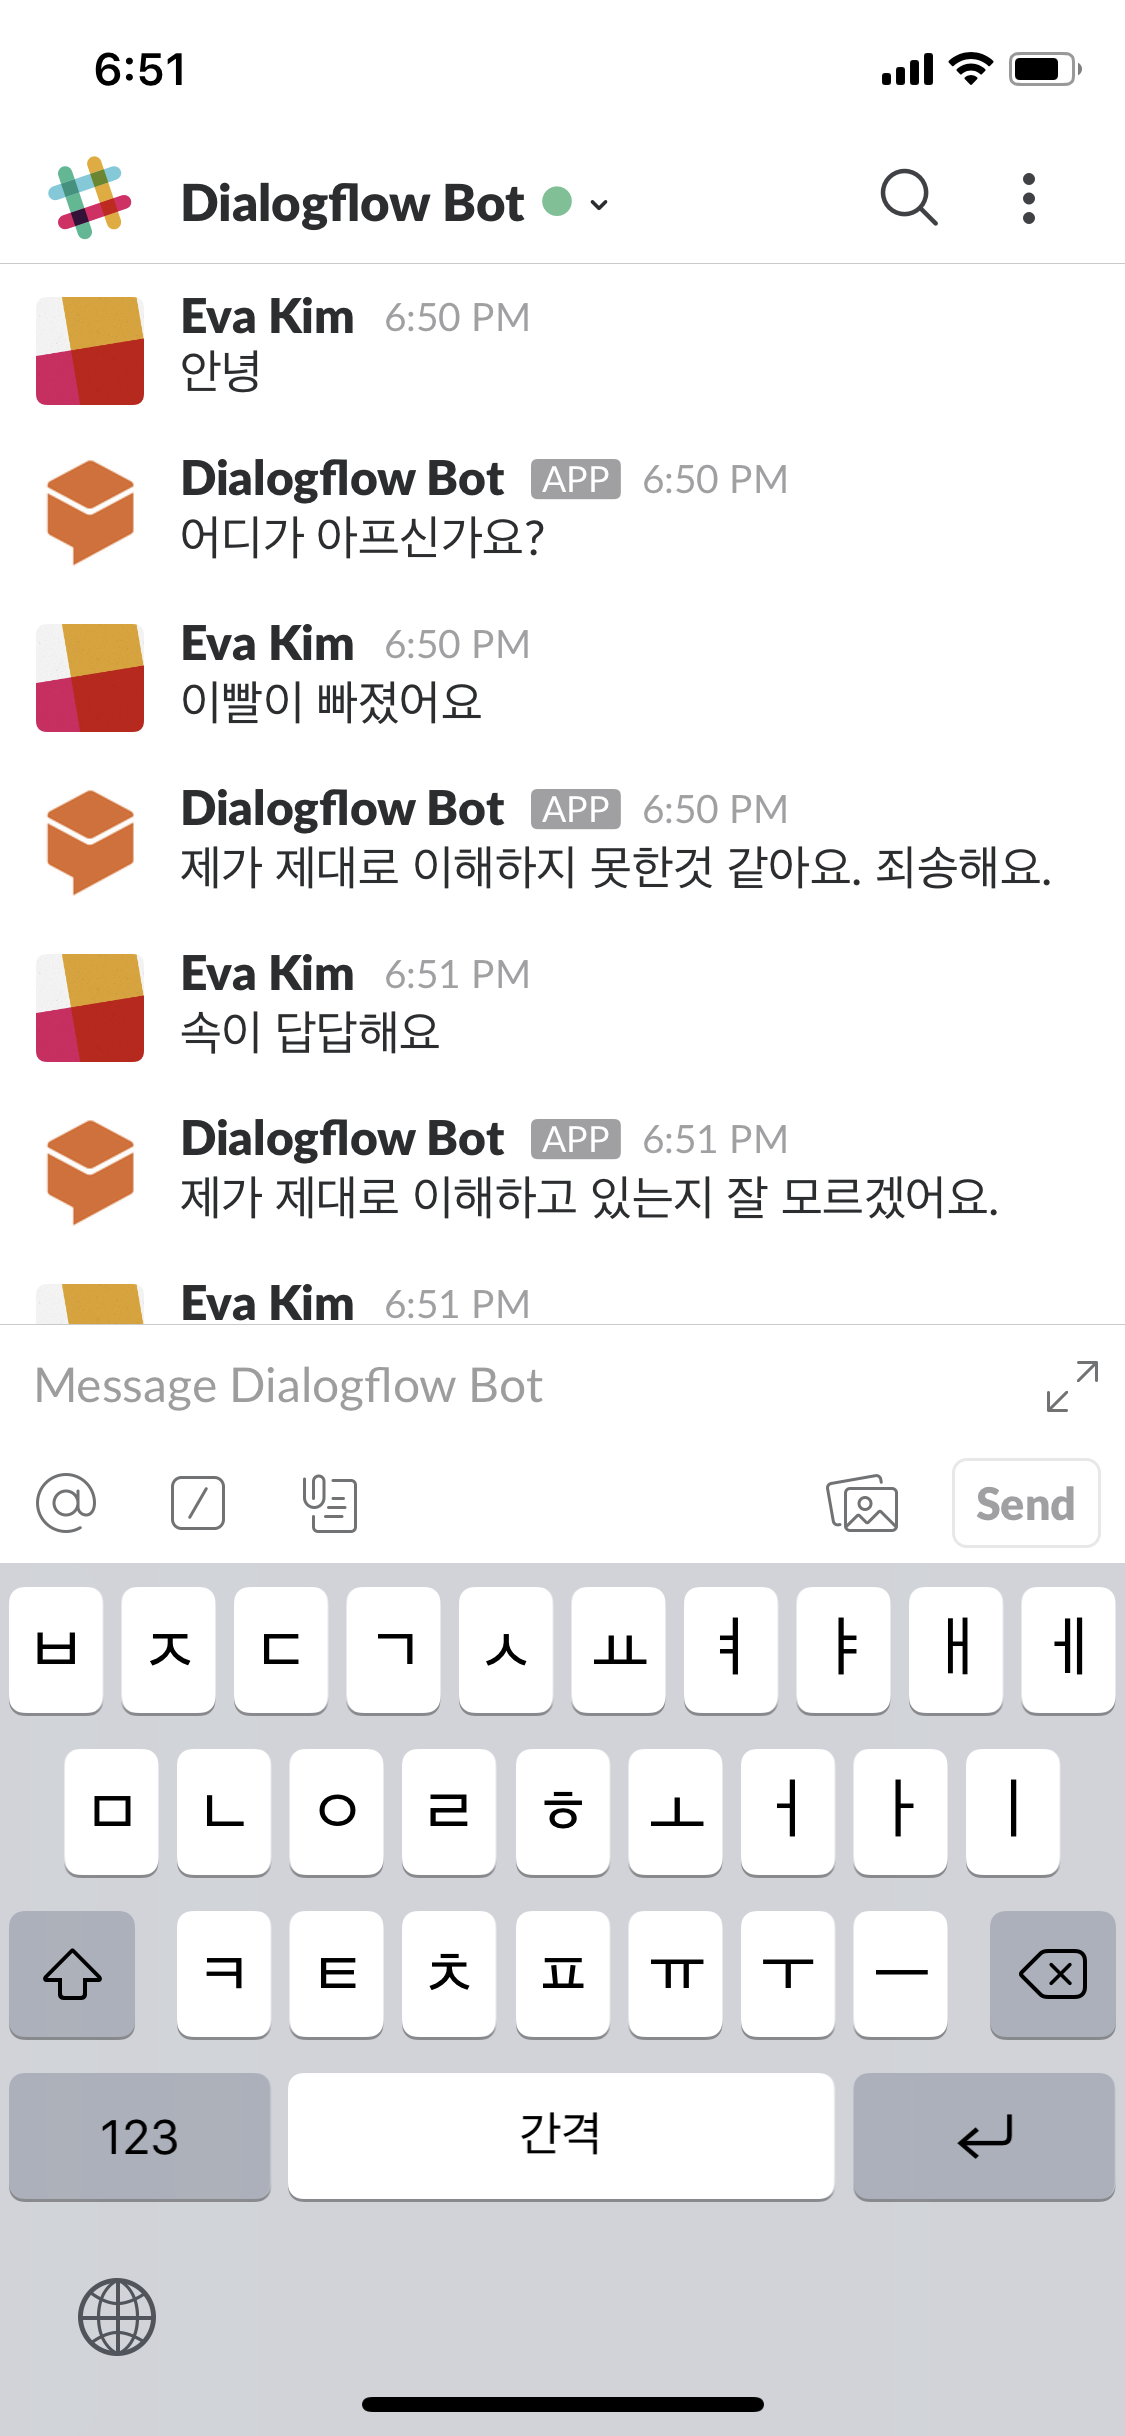 6:51
Dialogflow Bot
Eva Kim 6:50 PM
안녕
Dialogflow Bot APP 6:50 PM
어디가 아프신가요?
Eva Kim 6:50 PM
이빨이 빠졌어요
Dialogflow Bot APP 6:50 PM
제가 제대로 이해하지 못한것 같아요. 죄송해요.
Eva Kim 6:51 PM
속이 답답해요
Dialogflow Bot APP 6:51 PM
제가 제대로 이해하고 있는지 잘 모르겠어요.
Eva Kim 6:51 PM
Message Dialogflow Bot
@ /
Send
ㅂ ㅈ ㄷ ㄱ ㅅ ㅛ ㅕ ㅑ ㅐ ㅔ
ㅁ ㄴ ㅇ ㄹ ㅎ ㅗ ㅓ ㅏ ㅣ
ㅋ ㅌ ㅊ ㅍ ㅠ ㅜ ㅡ
123 간격